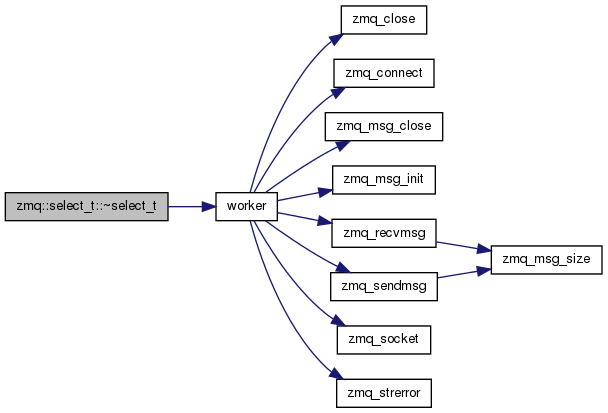 zmq::select_t::~select_t
worker
zmq_close
zmq_connect
zmq_msg_close
zmq_msg_init
zmq_recvmsg
zmq_sendmsg
zmq_socket
zmq_strerror
zmq_msg_size